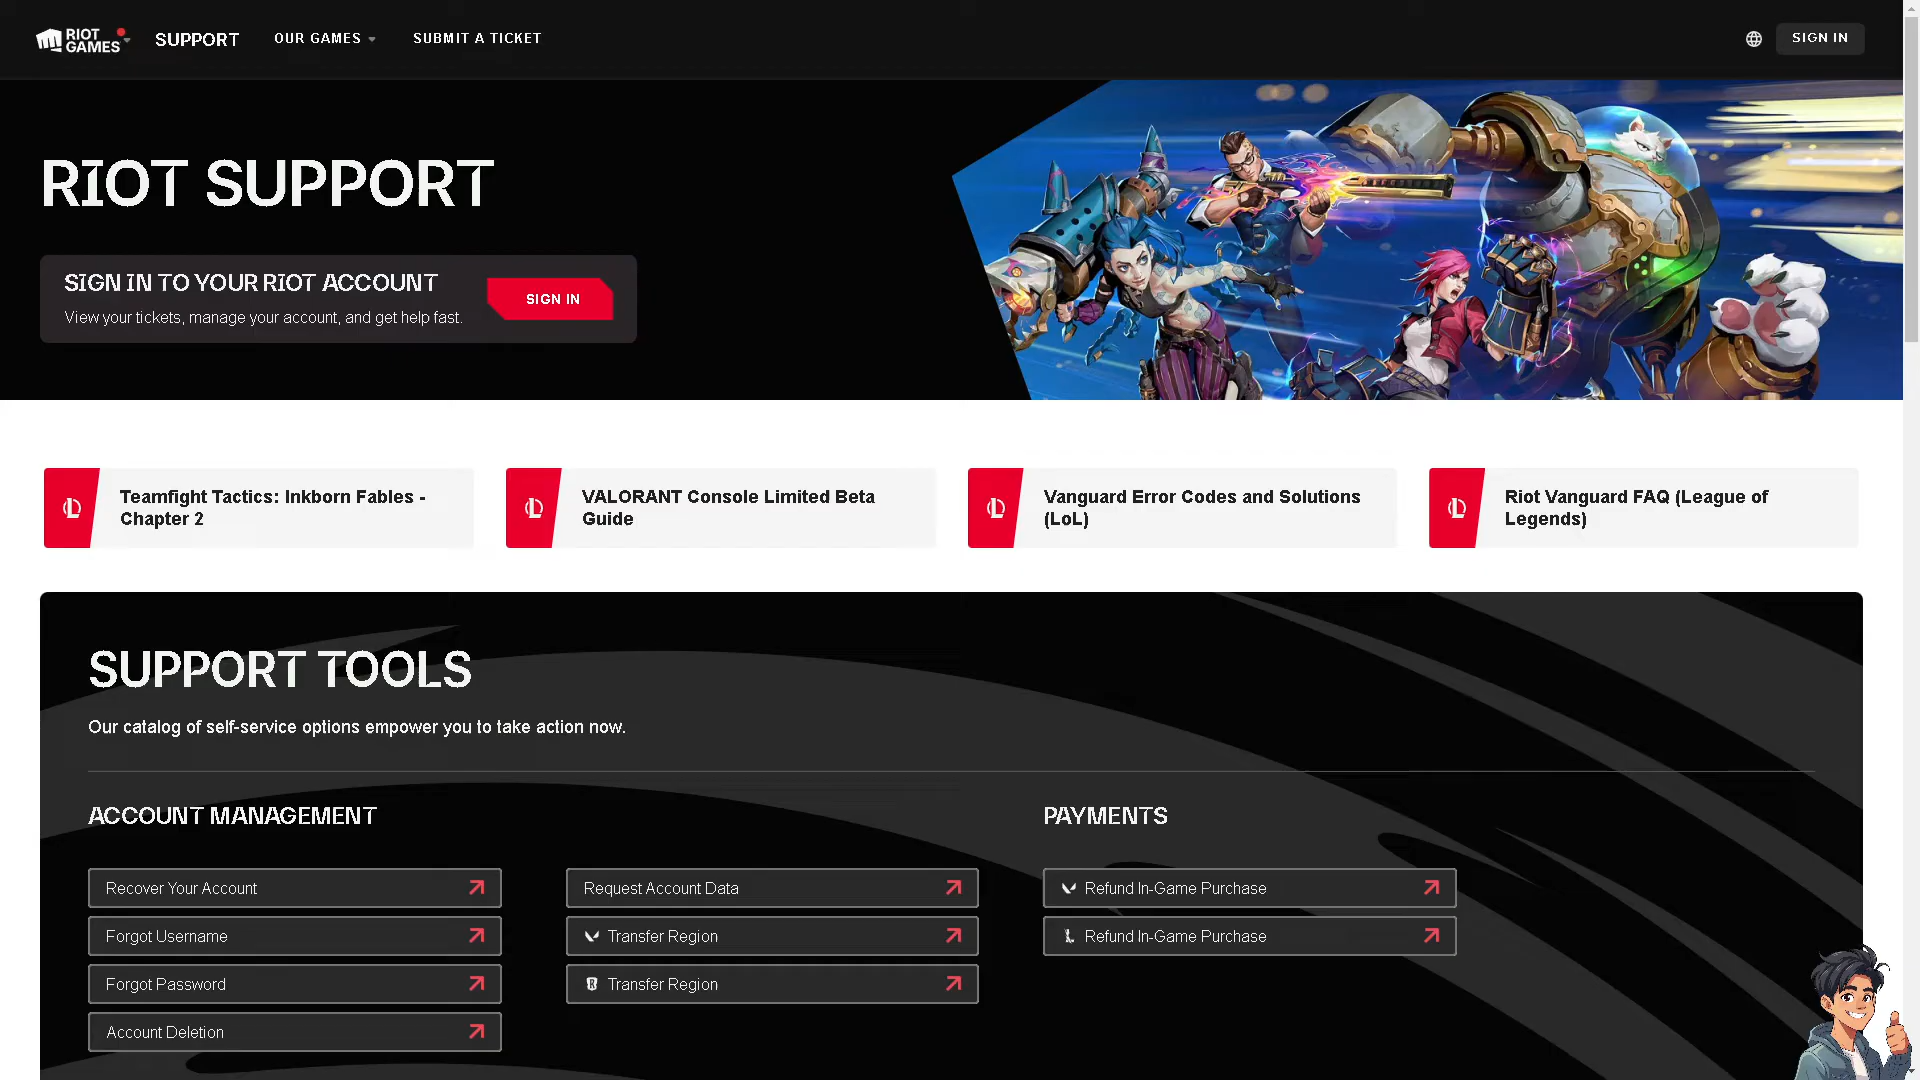 RIOT
GAMES
SUPPORT
OUR GAMES
SUBMIT A TICKET
SIGN IN
RIOT SUPPORT
SIGN IN TO YOUR RIOT ACCOUNT
View your tickets, manage your account, and get help fast.
SIGN IN
Teamfight Tactics: Inkborn Fables -
Chapter 2
VALORANT Console Limited Beta
Guide
Vanguard Error Codes and Solutions
(LoL)
Riot Vanguard FAQ (League of
Legends)
SUPPORT TOOLS
Our catalog of self-service options empower you to take action now.
ACCOUNT MANAGEMENT
Recover Your Account
Forgot Username
Forgot Password
Account Deletion
Request Account Data
Transfer Region
Transfer Region
PAYMENTS
Refund In-Game Purchase
Refund In-Game Purchase